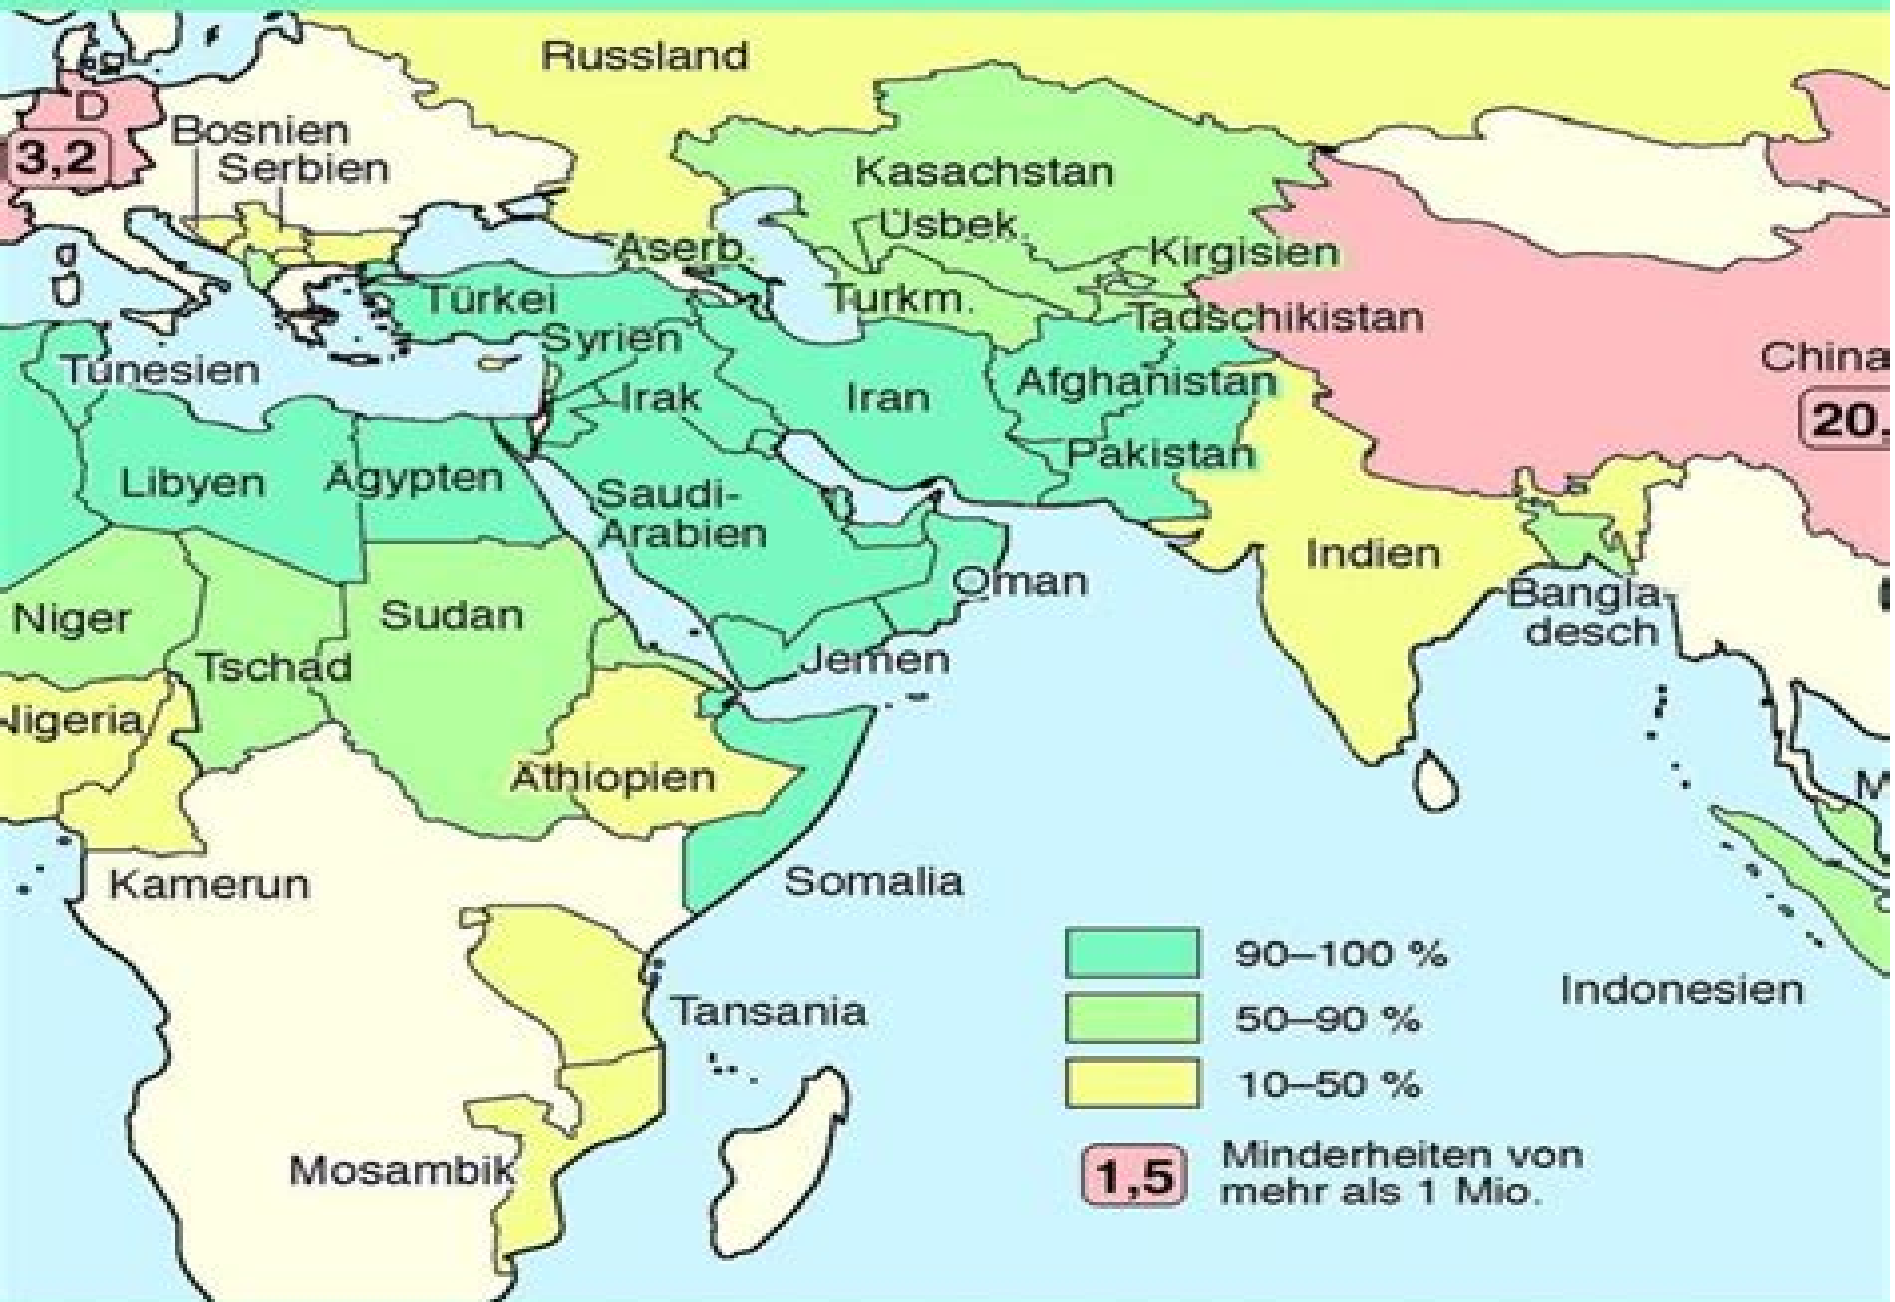 Russland
D
Bosnien
3,2
Serbien
Kasachstan
Usbek.
Aserb.
Kirgisien
Türkei
Turkm.
Tadschikistan
Syrien
Tunesien
China
Irak
Iran
Afghanistan
20.
Pakistan
Libyen
Ägypten
Saudi-
Arabien
Indien
Oman
Bangla-
desch
Niger
Sudan
Jemen
Tschad
Nigeria
Äthiopien
M
Kamerun
Somalia
90–100 %
Indonesien
Tansania
50–90 %
10–50 %
Mosambik
1,5
Minderheiten von
mehr als 1 Mio.